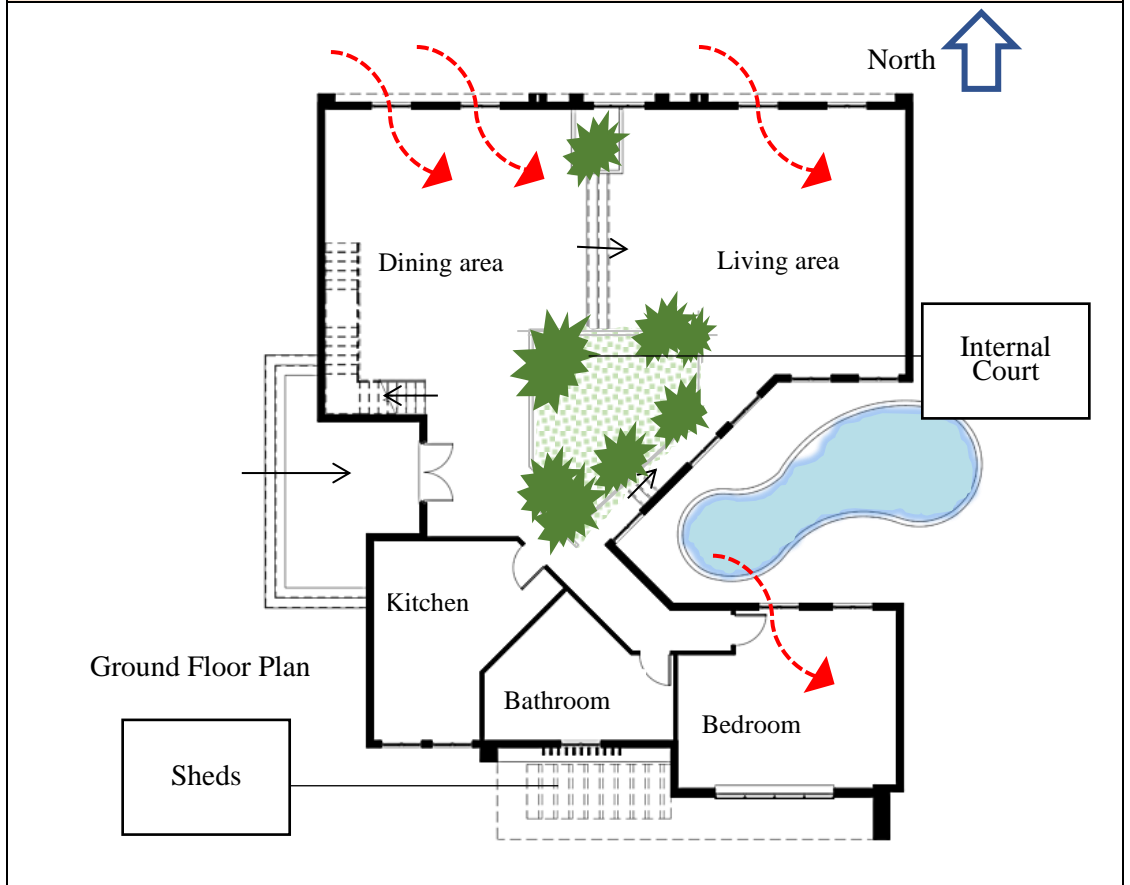 North
Dining area
Living area
Internal
Court
Kitchen
Ground Floor Plan
Bathroom
Bedroom
Sheds